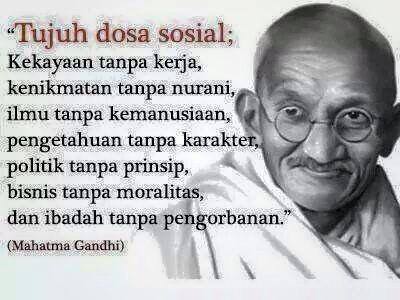 “Tujuh dosa sosial;
Kekayaan tanpa kerja,
kenikmatan tanpa nurani,
ilmu tanpa kemanusiaan,
pengetahuan tanpa karakter,
politik tanpa prinsip,
bisnis tanpa moralitas,
dan ibadah tanpa pengorbanan.”
(Mahatma Gandhi)